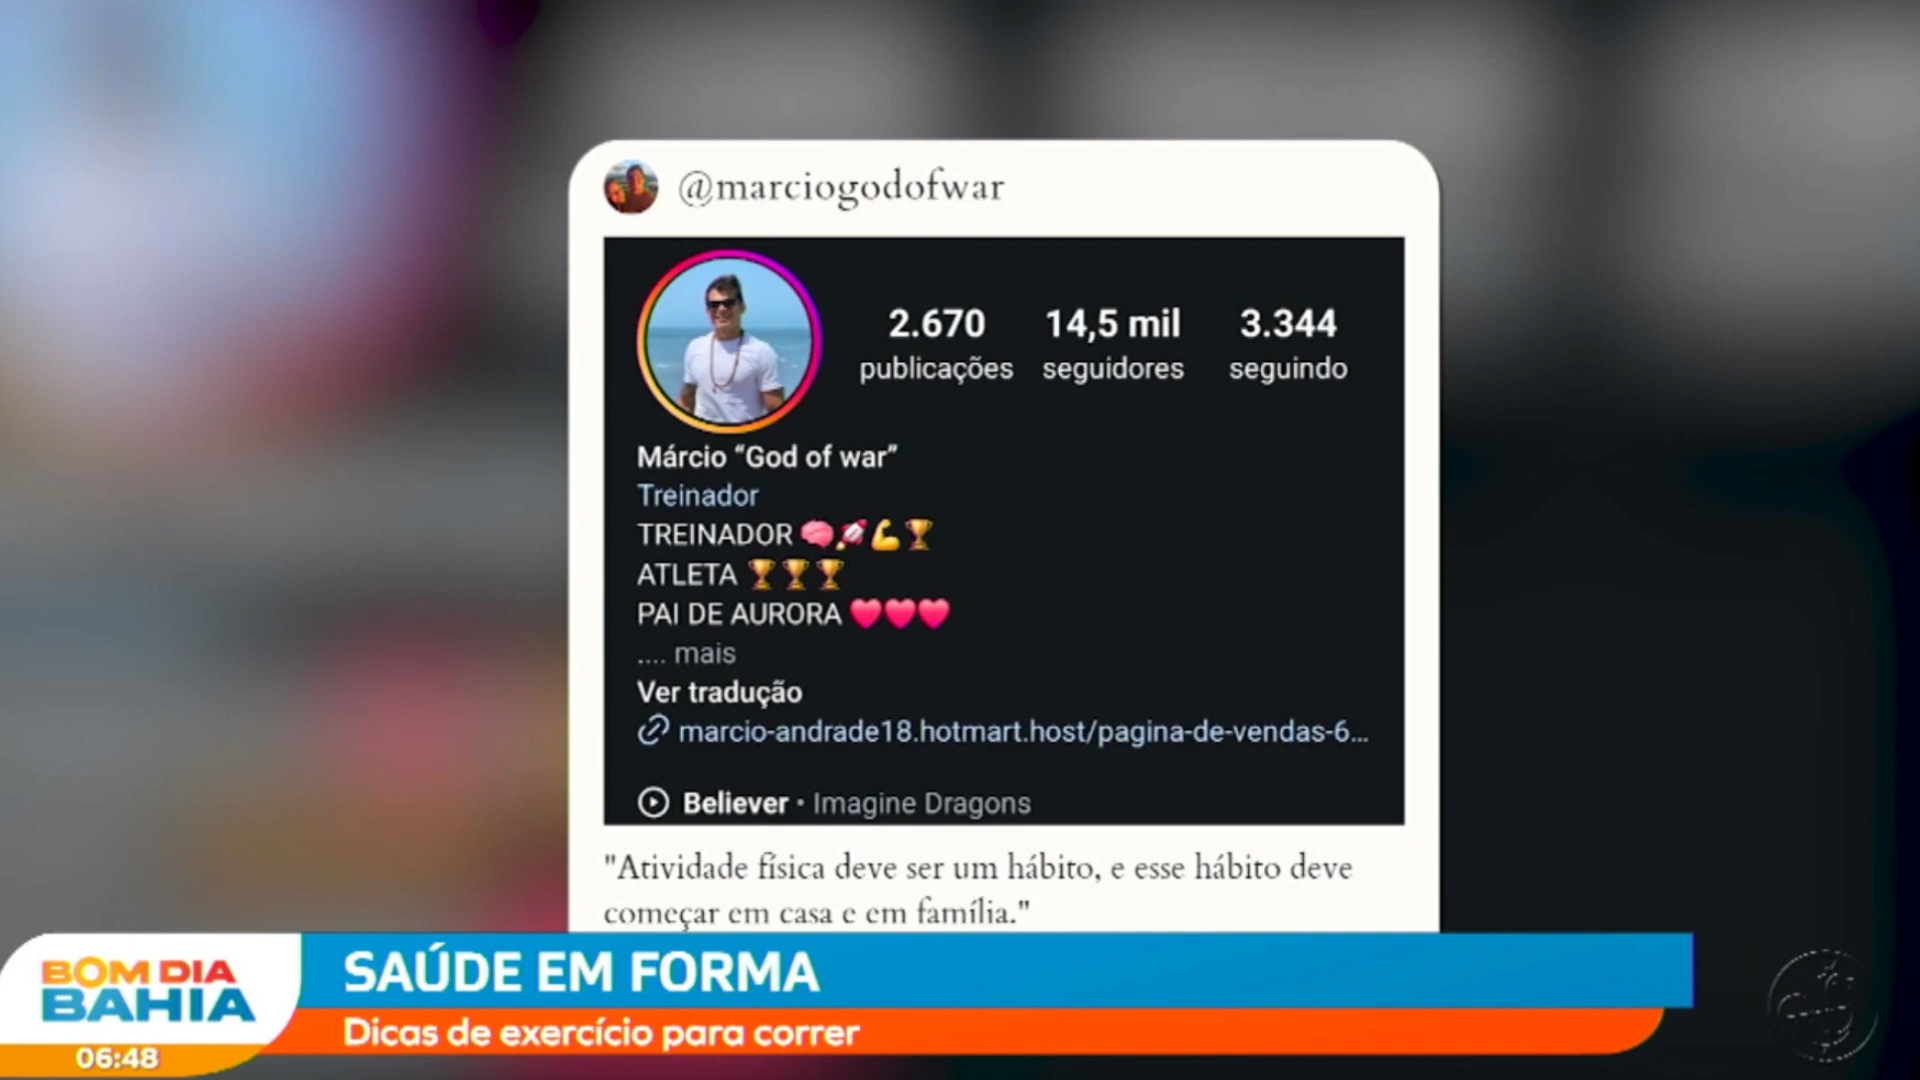 @marciogodofwar
2.670 14,5 mil 3.344
publicações seguidores seguindo
Márcio “God of war”
Treinador
TREINADOR 🧠🚀💪🏆
ATLETA 🏆🏆🏆
PAI DE AURORA ❤️❤️❤️
.... mais
Ver tradução
marcio-andrade18.hotmart.host/pagina-de-vendas-6...
Believer • Imagine Dragons
"Atividade física deve ser um hábito, e esse hábito deve
começar em casa e em família."
BOM DIA
BAHIA
06:48
SAÚDE EM FORMA
Dicas de exercício para correr